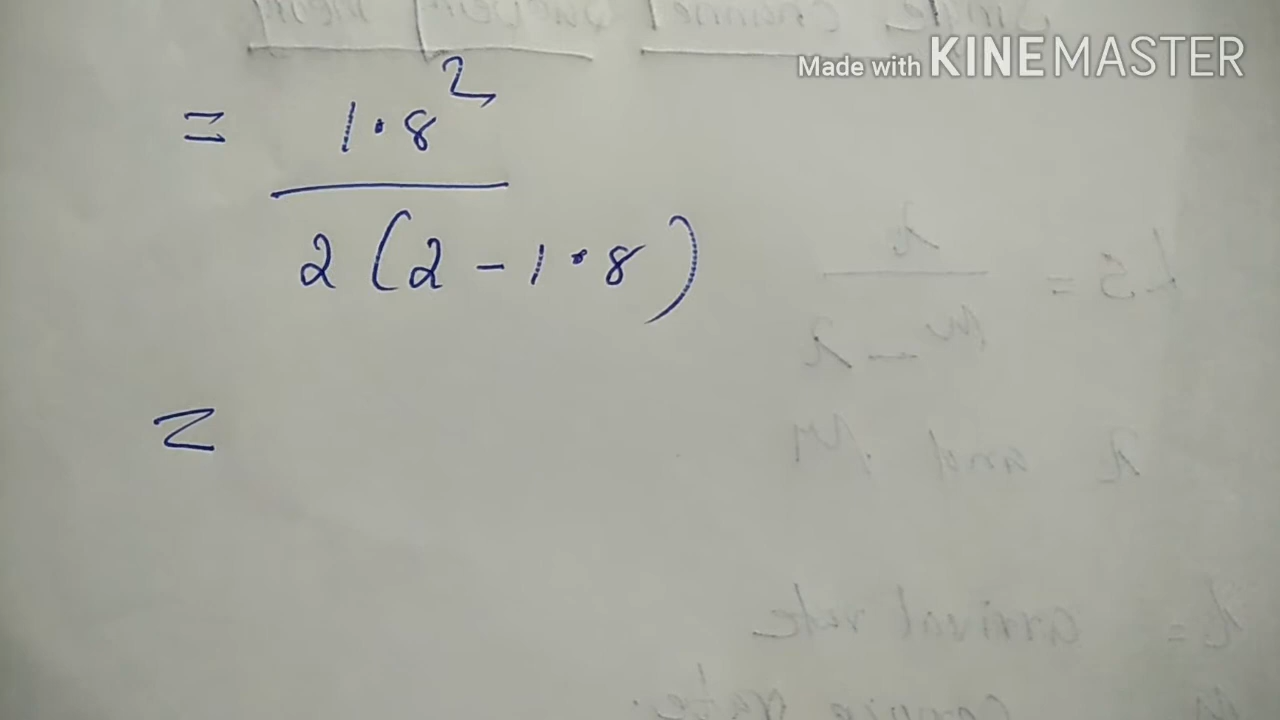 Made with KINEMASTER
= 1.8²
2(2-1.8)
=
LS = λ
μ-λ
λ and μ
λ = arrival rate